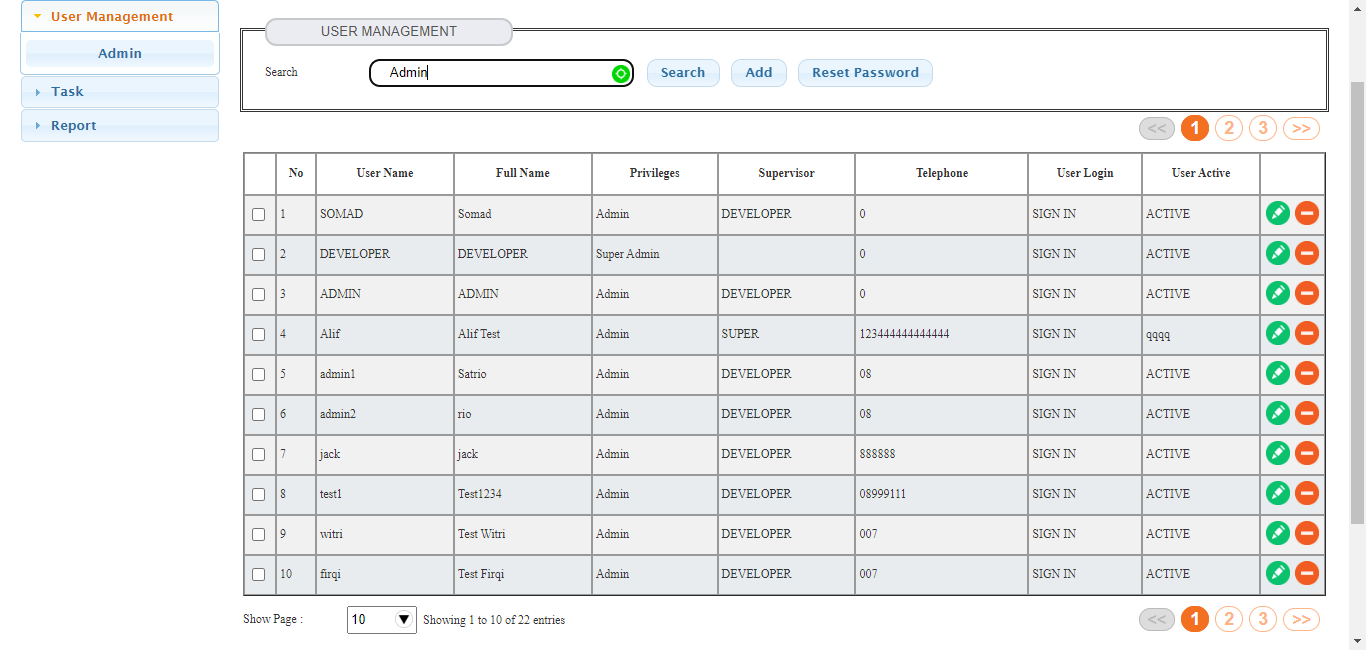 User Management
Admin
Task
Report
USER MANAGEMENT
Search Admin Search Add Reset Password
<< 1 2 3 >>
No User Name Full Name Privileges Supervisor Telephone User Login User Active
1 SOMAD Somad Admin DEVELOPER 0 SIGN IN ACTIVE
2 DEVELOPER DEVELOPER Super Admin 0 SIGN IN ACTIVE
3 ADMIN ADMIN Admin DEVELOPER 0 SIGN IN ACTIVE
4 Alif Alif Test Admin SUPER 123444444444444 SIGN IN qqqq
5 admin1 Satrio Admin DEVELOPER 08 SIGN IN ACTIVE
6 admin2 rio Admin DEVELOPER 08 SIGN IN ACTIVE
7 jack jack Admin DEVELOPER 888888 SIGN IN ACTIVE
8 test1 Test1234 Admin DEVELOPER 08999111 SIGN IN ACTIVE
9 witri Test Witri Admin DEVELOPER 007 SIGN IN ACTIVE
10 firqi Test Firqi Admin DEVELOPER 007 SIGN IN ACTIVE
Show Page : 10 Showing 1 to 10 of 22 entries
<< 1 2 3 >>